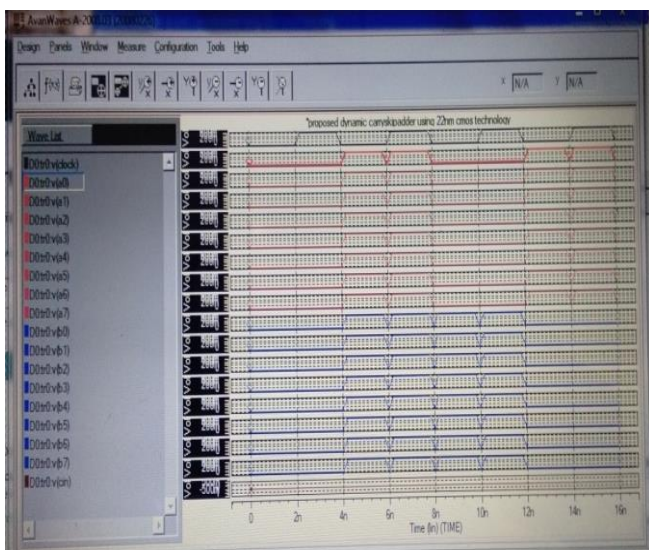 AvanWaves A-2008.03
Design Panels Window Measure Configuration Tools Help
f(x)
X N/A Y N/A
*proposed dynamic carryskipadder using 22nm cmos technology
Wave List
D0:tr0:v(clock)
D0:tr0:v(a0)
D0:tr0:v(a1)
D0:tr0:v(a2)
D0:tr0:v(a3)
D0:tr0:v(a4)
D0:tr0:v(a5)
D0:tr0:v(a6)
D0:tr0:v(a7)
D0:tr0:v(b0)
D0:tr0:v(b1)
D0:tr0:v(b2)
D0:tr0:v(b3)
D0:tr0:v(b4)
D0:tr0:v(b5)
D0:tr0:v(b6)
D0:tr0:v(b7)
D0:tr0:v(cin)
0 2n 4n 6n 8n 10n 12n 14n 16n
Time (lin) (TIME)